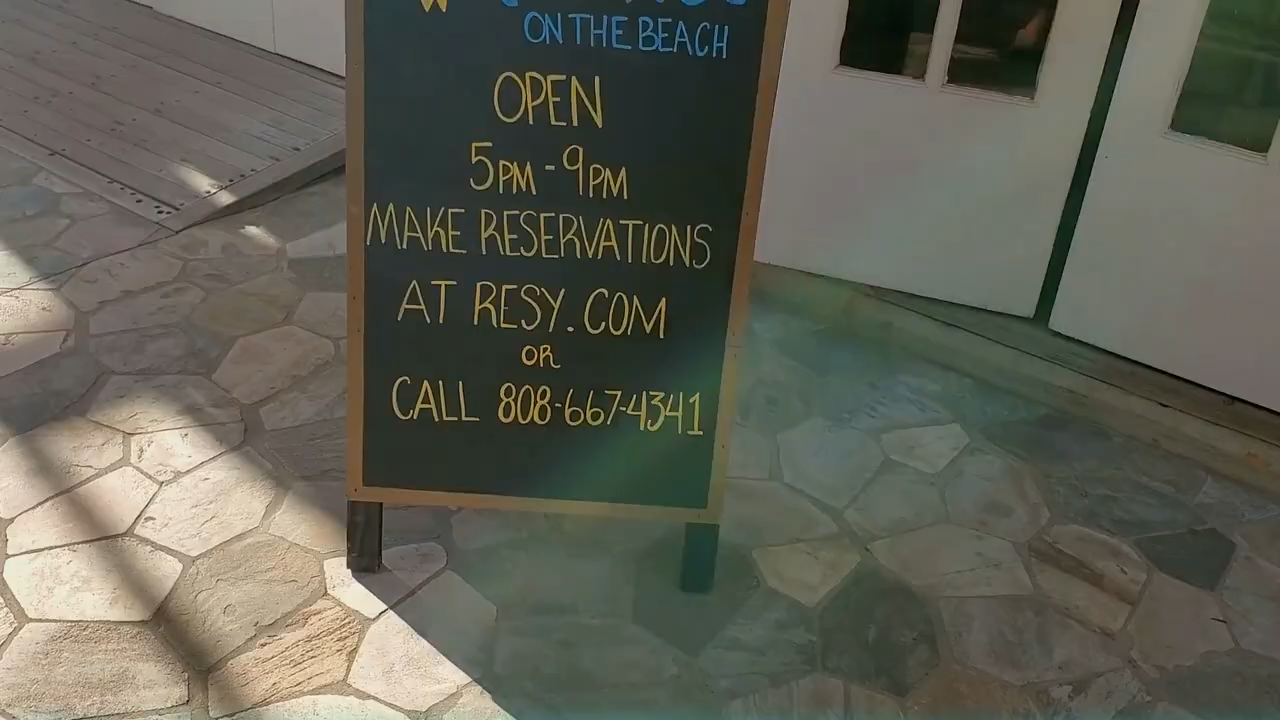 ON THE BEACH
OPEN
5PM - 9PM
MAKE RESERVATIONS
AT RESY.COM
OR
CALL 808-667-4341